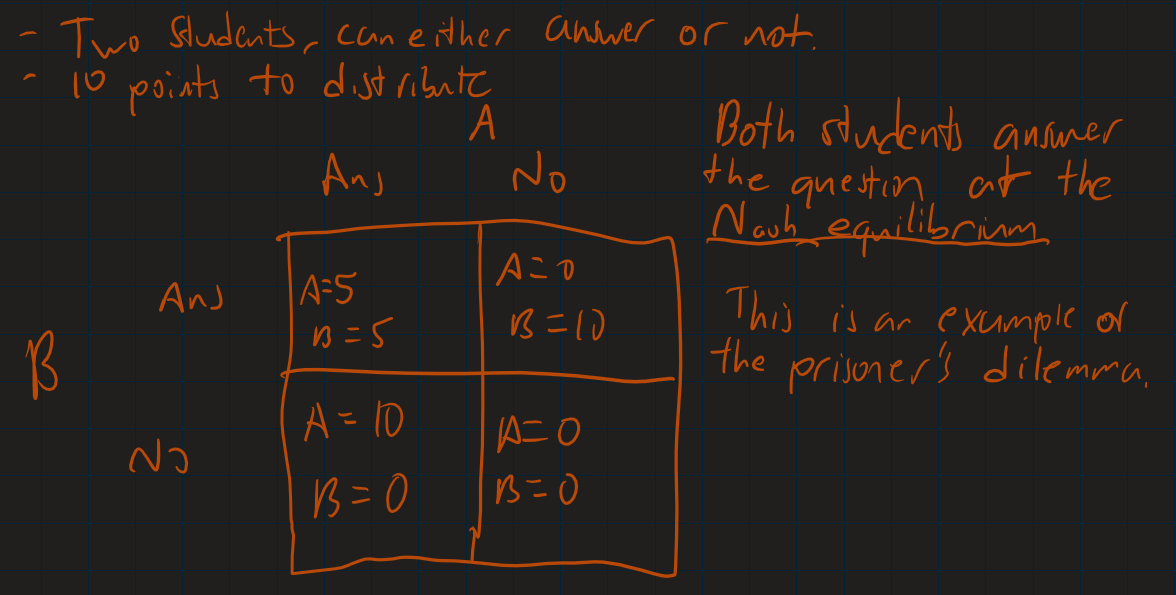 - Two students, can either answer or not.
- 10 points to distribute
A
Ans No
Both students answer
the question at the
Nash equilibrium
This is an example of
the prisoner's dilemma.
B
Ans
A=5
B=5
A=0
B=10
No
A=10
B=0
A=0
B=0